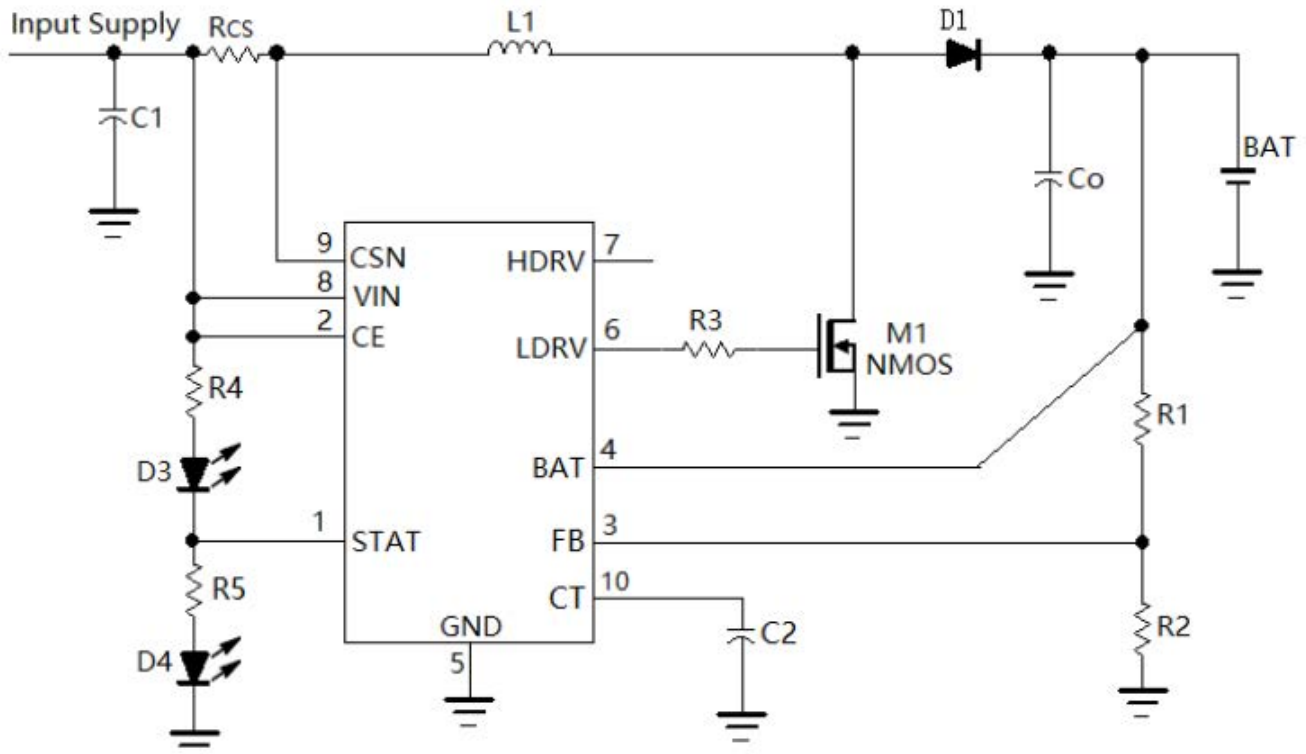 Input Supply
RCS
L1
D1
C1
BAT
Co
9
CSN
HDRV
7
8
VIN
2
CE
LDRV
6
R3
M1
NMOS
R4
R1
D3
BAT
4
1
STAT
FB
3
R5
CT
10
GND
C2
R2
D4
5